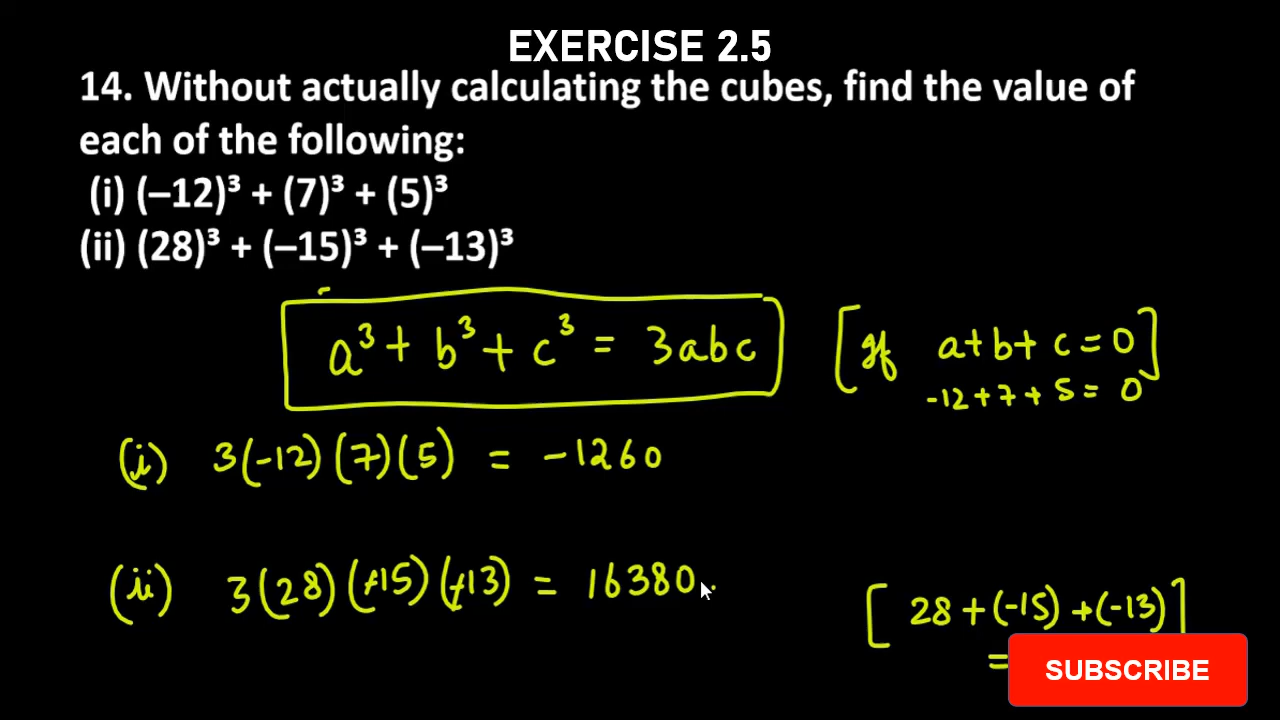 EXERCISE 2.5
14. Without actually calculating the cubes, find the value of
each of the following:
(i) (–12)³ + (7)³ + (5)³
(ii) (28)³ + (–15)³ + (–13)³
a³ + b³ + c³ = 3abc [If a+b+c=0]
-12+7+5=0
(i) 3(-12)(7)(5) = -1260
(ii) 3(28)(-15)(-13) = 16380
[28+(-15)+(-13)]
=
SUBSCRIBE